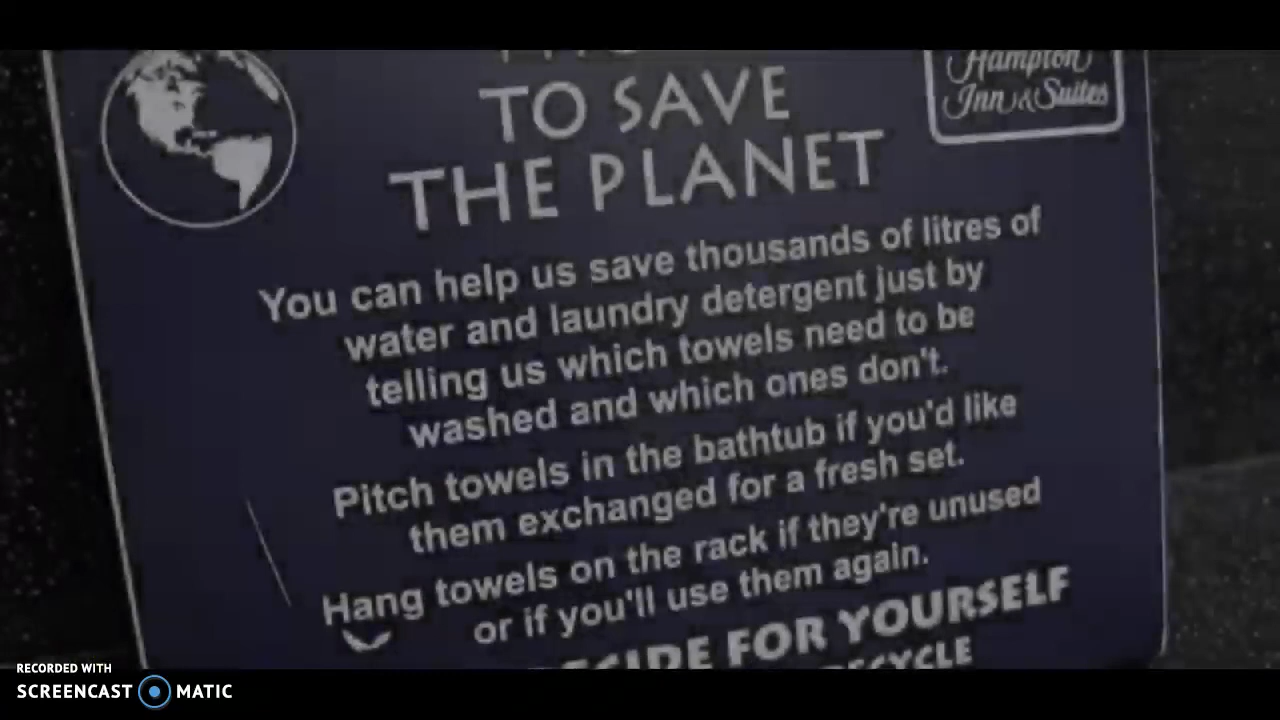 TO SAVE
THE PLANET
Hampton
Inn & Suites
You can help us save thousands of litres of
water and laundry detergent just by
telling us which towels need to be
washed and which ones don't.
Pitch towels in the bathtub if you'd like
them exchanged for a fresh set.
Hang towels on the rack if they're unused
or if you'll use them again.
FOR YOURSELF
RECORDED WITH
SCREENCAST MATIC